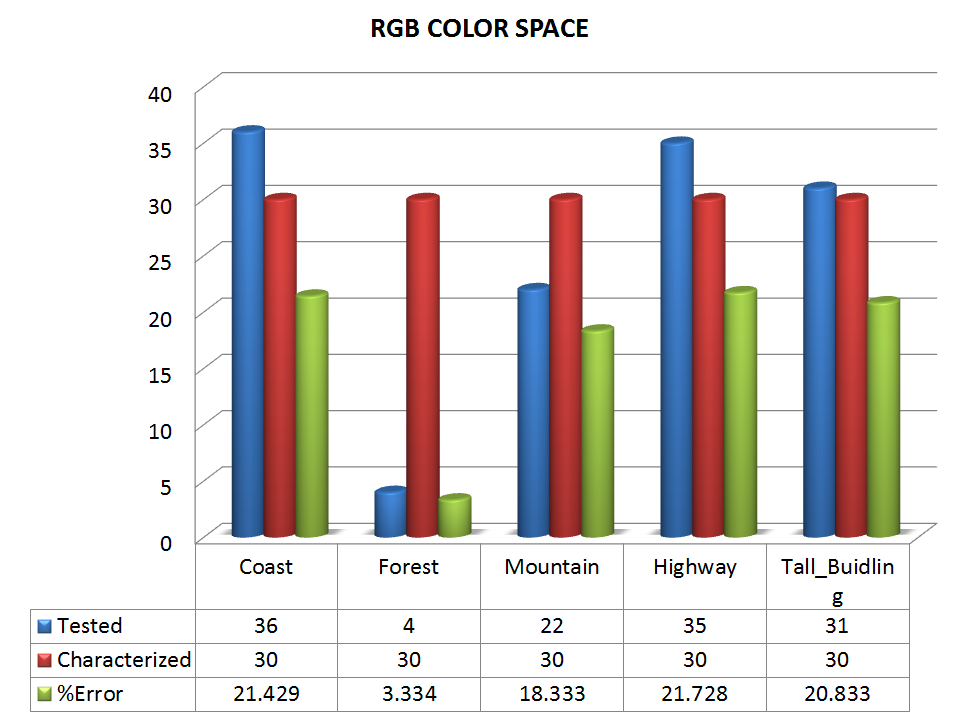 RGB COLOR SPACE
40
35
30
25
20
15
10
5
0
Coast Forest Mountain Highway Tall_Buidlin
g
Tested 36 4 22 35 31
Characterized 30 30 30 30 30
%Error 21.429 3.334 18.333 21.728 20.833